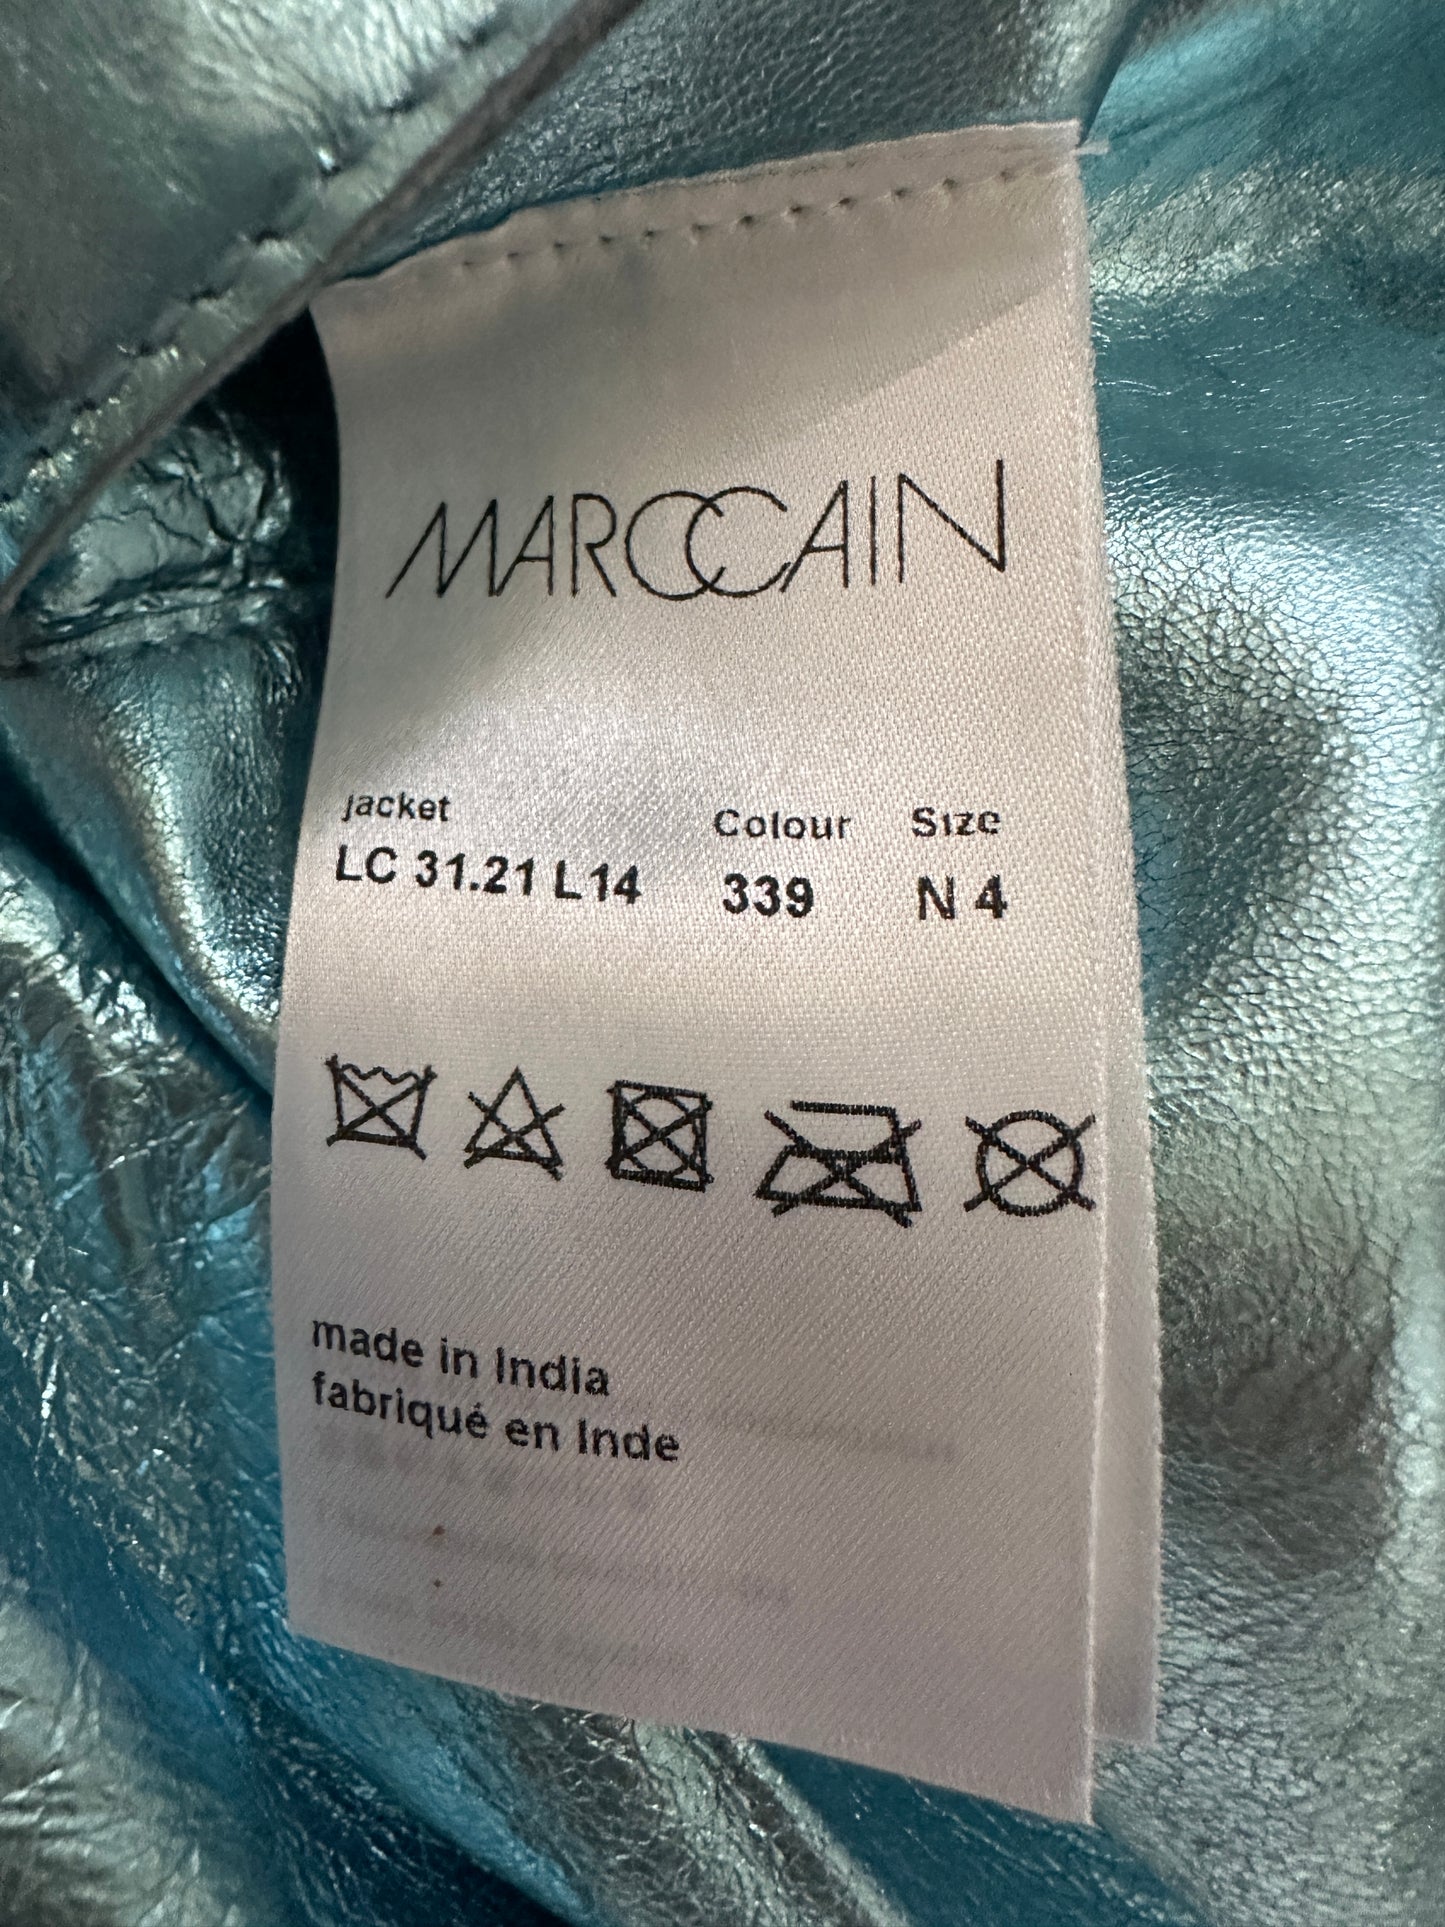 MARCCAIN
jacket Colour Size
LC 31.21 L14 339 N 4
made in India
fabriqué en Inde